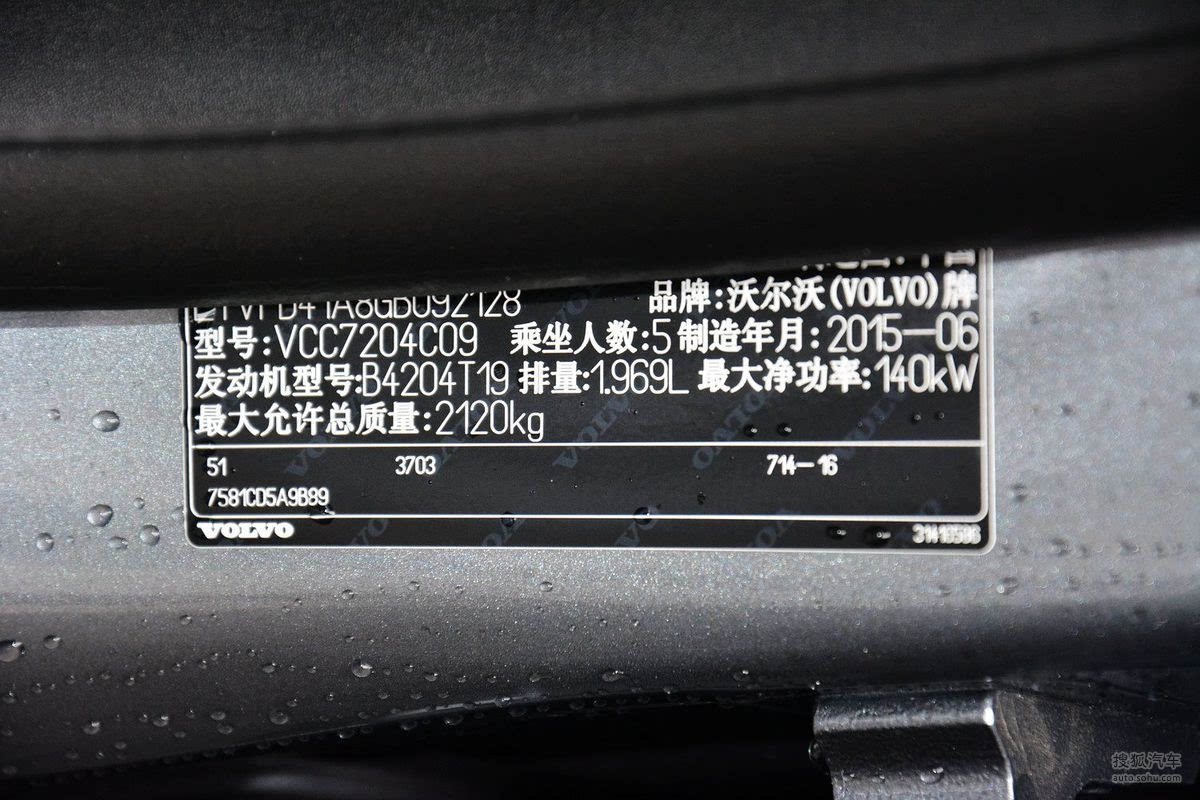 品牌:沃尔沃(VOLVO)牌
型号:VCC7204C09 乘坐人数:5 制造年月:2015-06
发动机型号:B4204T19 排量:1.969L 最大净功率:140kW
最大允许总质量:2120kg
51 3703 714-16
7581CD5A9B99
VOLVO
搜狐汽车
auto.sohu.com